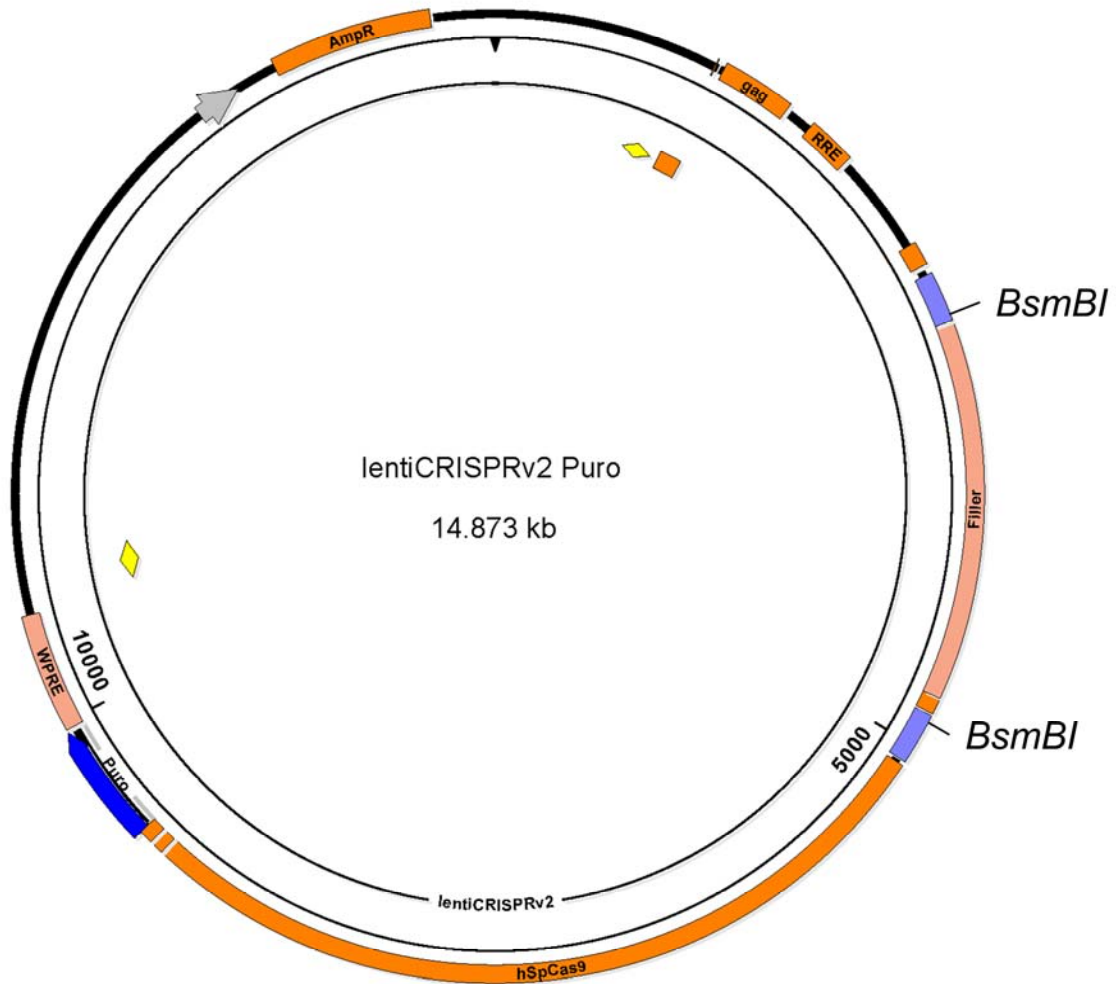 AmpR
gag
RRE
BsmBI
Filler
lentiCRISPRv2 Puro
14.873 kb
10000
WPRE
BsmBI
5000
Puro
lentiCRISPRv2
hSpCas9